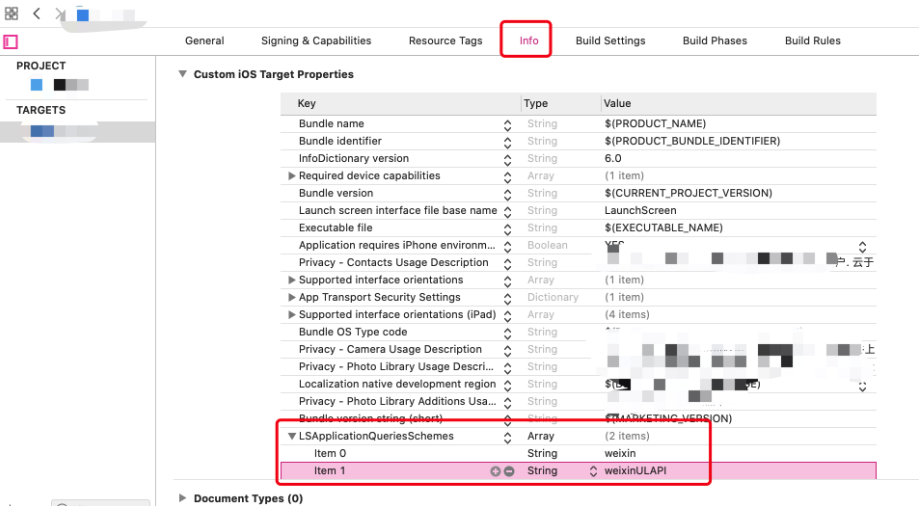 General Signing & Capabilities Resource Tags Info Build Settings Build Phases Build Rules
PROJECT
TARGETS
Custom iOS Target Properties
Key Type Value
Bundle name String $(PRODUCT_NAME)
Bundle identifier String $(PRODUCT_BUNDLE_IDENTIFIER)
InfoDictionary version String 6.0
Required device capabilities Array (1 item)
Bundle version String $(CURRENT_PROJECT_VERSION)
Launch screen interface file base name String LaunchScreen
Executable file String $(EXECUTABLE_NAME)
Application requires iPhone environm... Boolean YES
Privacy - Contacts Usage Description String 户. 云于
Supported interface orientations Array (1 item)
App Transport Security Settings Dictionary (1 item)
Supported interface orientations (iPad) Array (4 items)
Bundle OS Type code String
Privacy - Camera Usage Description String 上
Privacy - Photo Library Usage Descri... String
Localization native development region String
Privacy - Photo Library Additions Usa... String
Bundle version string (short) String $(MARKETING_VERSION)
LSApplicationQueriesSchemes Array (2 items)
Item 0 String weixin
Item 1 String weixinULAPI
Document Types (0)